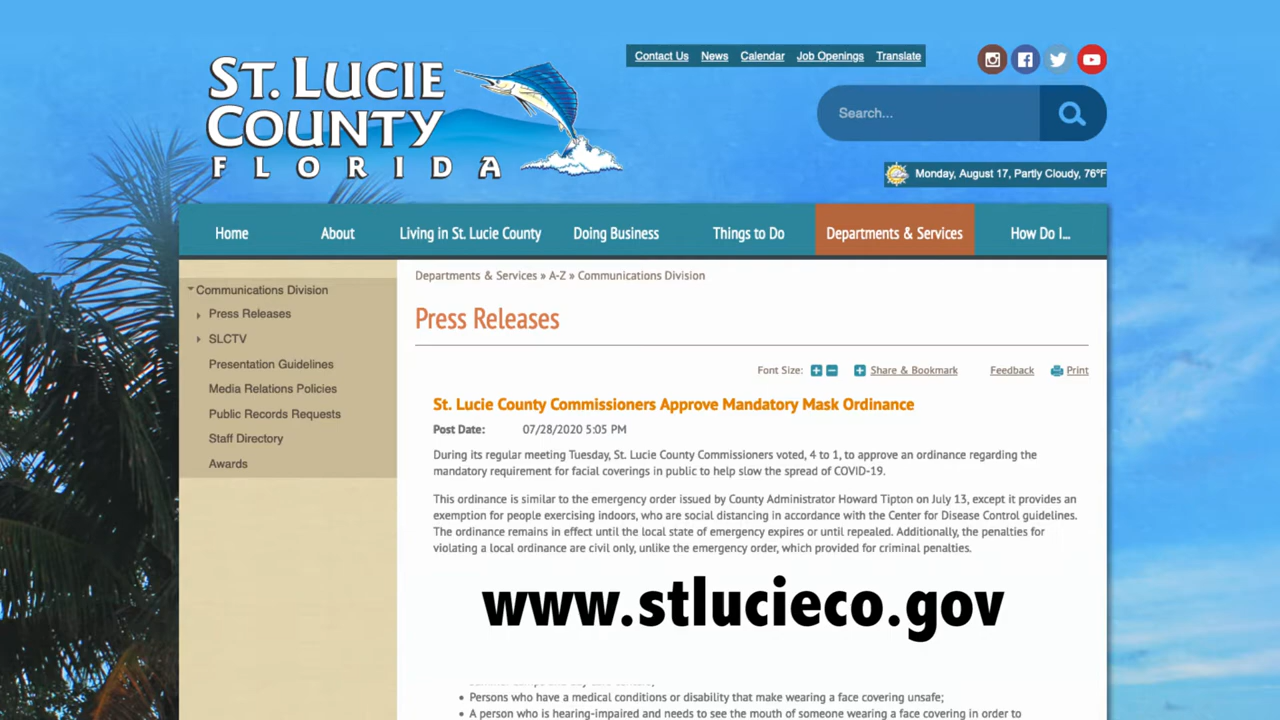 ST. LUCIE
COUNTY
FLORIDA
Contact Us News Calendar Job Openings Translate
Search...
Monday, August 17, Partly Cloudy, 76°F
Home About Living in St. Lucie County Doing Business Things to Do Departments & Services How Do I...
Communications Division
Press Releases
SLCTV
Presentation Guidelines
Media Relations Policies
Public Records Requests
Staff Directory
Awards
Departments & Services » A-Z » Communications Division
Press Releases
Font Size: Share & Bookmark Feedback Print
St. Lucie County Commissioners Approve Mandatory Mask Ordinance
Post Date: 07/28/2020 5:05 PM
During its regular meeting Tuesday, St. Lucie County Commissioners voted, 4 to 1, to approve an ordinance regarding the
mandatory requirement for facial coverings in public to help slow the spread of COVID-19.
This ordinance is similar to the emergency order issued by County Administrator Howard Tipton on July 13, except it provides an
exemption for people exercising indoors, who are social distancing in accordance with the Center for Disease Control guidelines.
The ordinance remains in effect until the local state of emergency expires or until repealed. Additionally, the penalties for
violating a local ordinance are civil only, unlike the emergency order, which provided for criminal penalties.
www.stlucieco.gov
• Persons who have a medical conditions or disability that make wearing a face covering unsafe;
• A person who is hearing-impaired and needs to see the mouth of someone wearing a face covering in order to